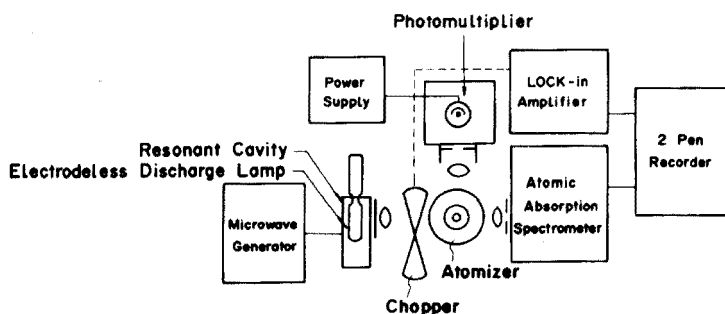 Photomultiplier
Power
Supply
LOCK-in
Amplifier
2 Pen
Recorder
Resonant Cavity
Electrodeless Discharge Lamp
Microwave
Generator
Atomic
Absorption
Spectrometer
Atomizer
Chopper